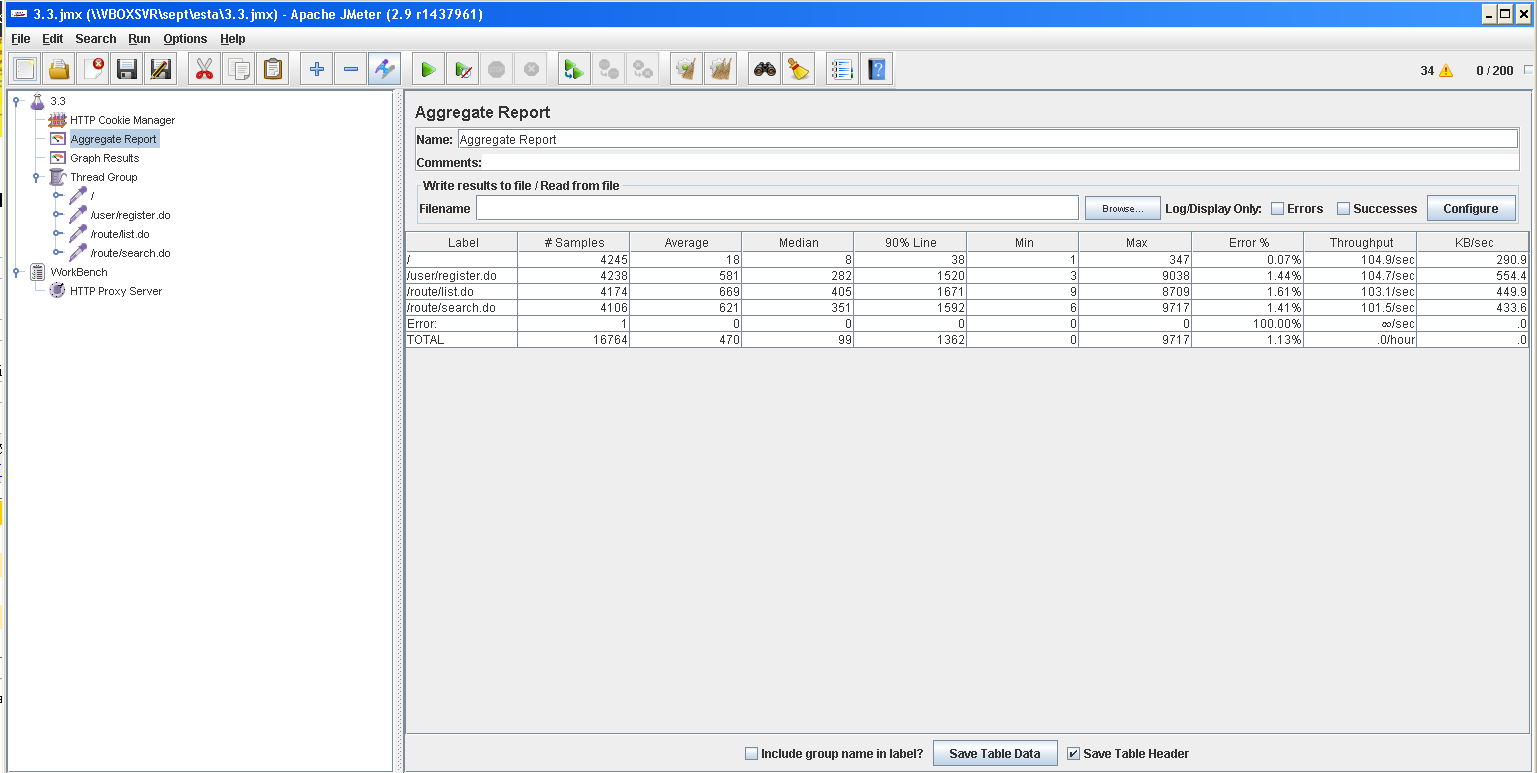 3.3.jmx (\\VBOXSVR\sept\esta\3.3.jmx) - Apache JMeter (2.9 r1437961)
File Edit Search Run Options Help
34 0 / 200
3.3
HTTP Cookie Manager
Aggregate Report
Graph Results
Thread Group
/
/user/register.do
/route/list.do
/route/search.do
WorkBench
HTTP Proxy Server
Aggregate Report
Name: Aggregate Report
Comments:
Write results to file / Read from file
Filename Browse... Log/Display Only: Errors Successes Configure
Label # Samples Average Median 90% Line Min Max Error % Throughput KB/sec
/ 4245 18 8 38 1 347 0.07% 104.9/sec 290.9
/user/register.do 4238 581 282 1520 3 9038 1.44% 104.7/sec 554.4
/route/list.do 4174 669 405 1671 9 8709 1.61% 103.1/sec 449.9
/route/search.do 4106 621 351 1592 6 9717 1.41% 101.5/sec 433.6
Error: 1 0 0 0 0 0 100.00% ∞/sec .0
TOTAL 16764 470 99 1362 0 9717 1.13% .0/hour .0
Include group name in label? Save Table Data Save Table Header